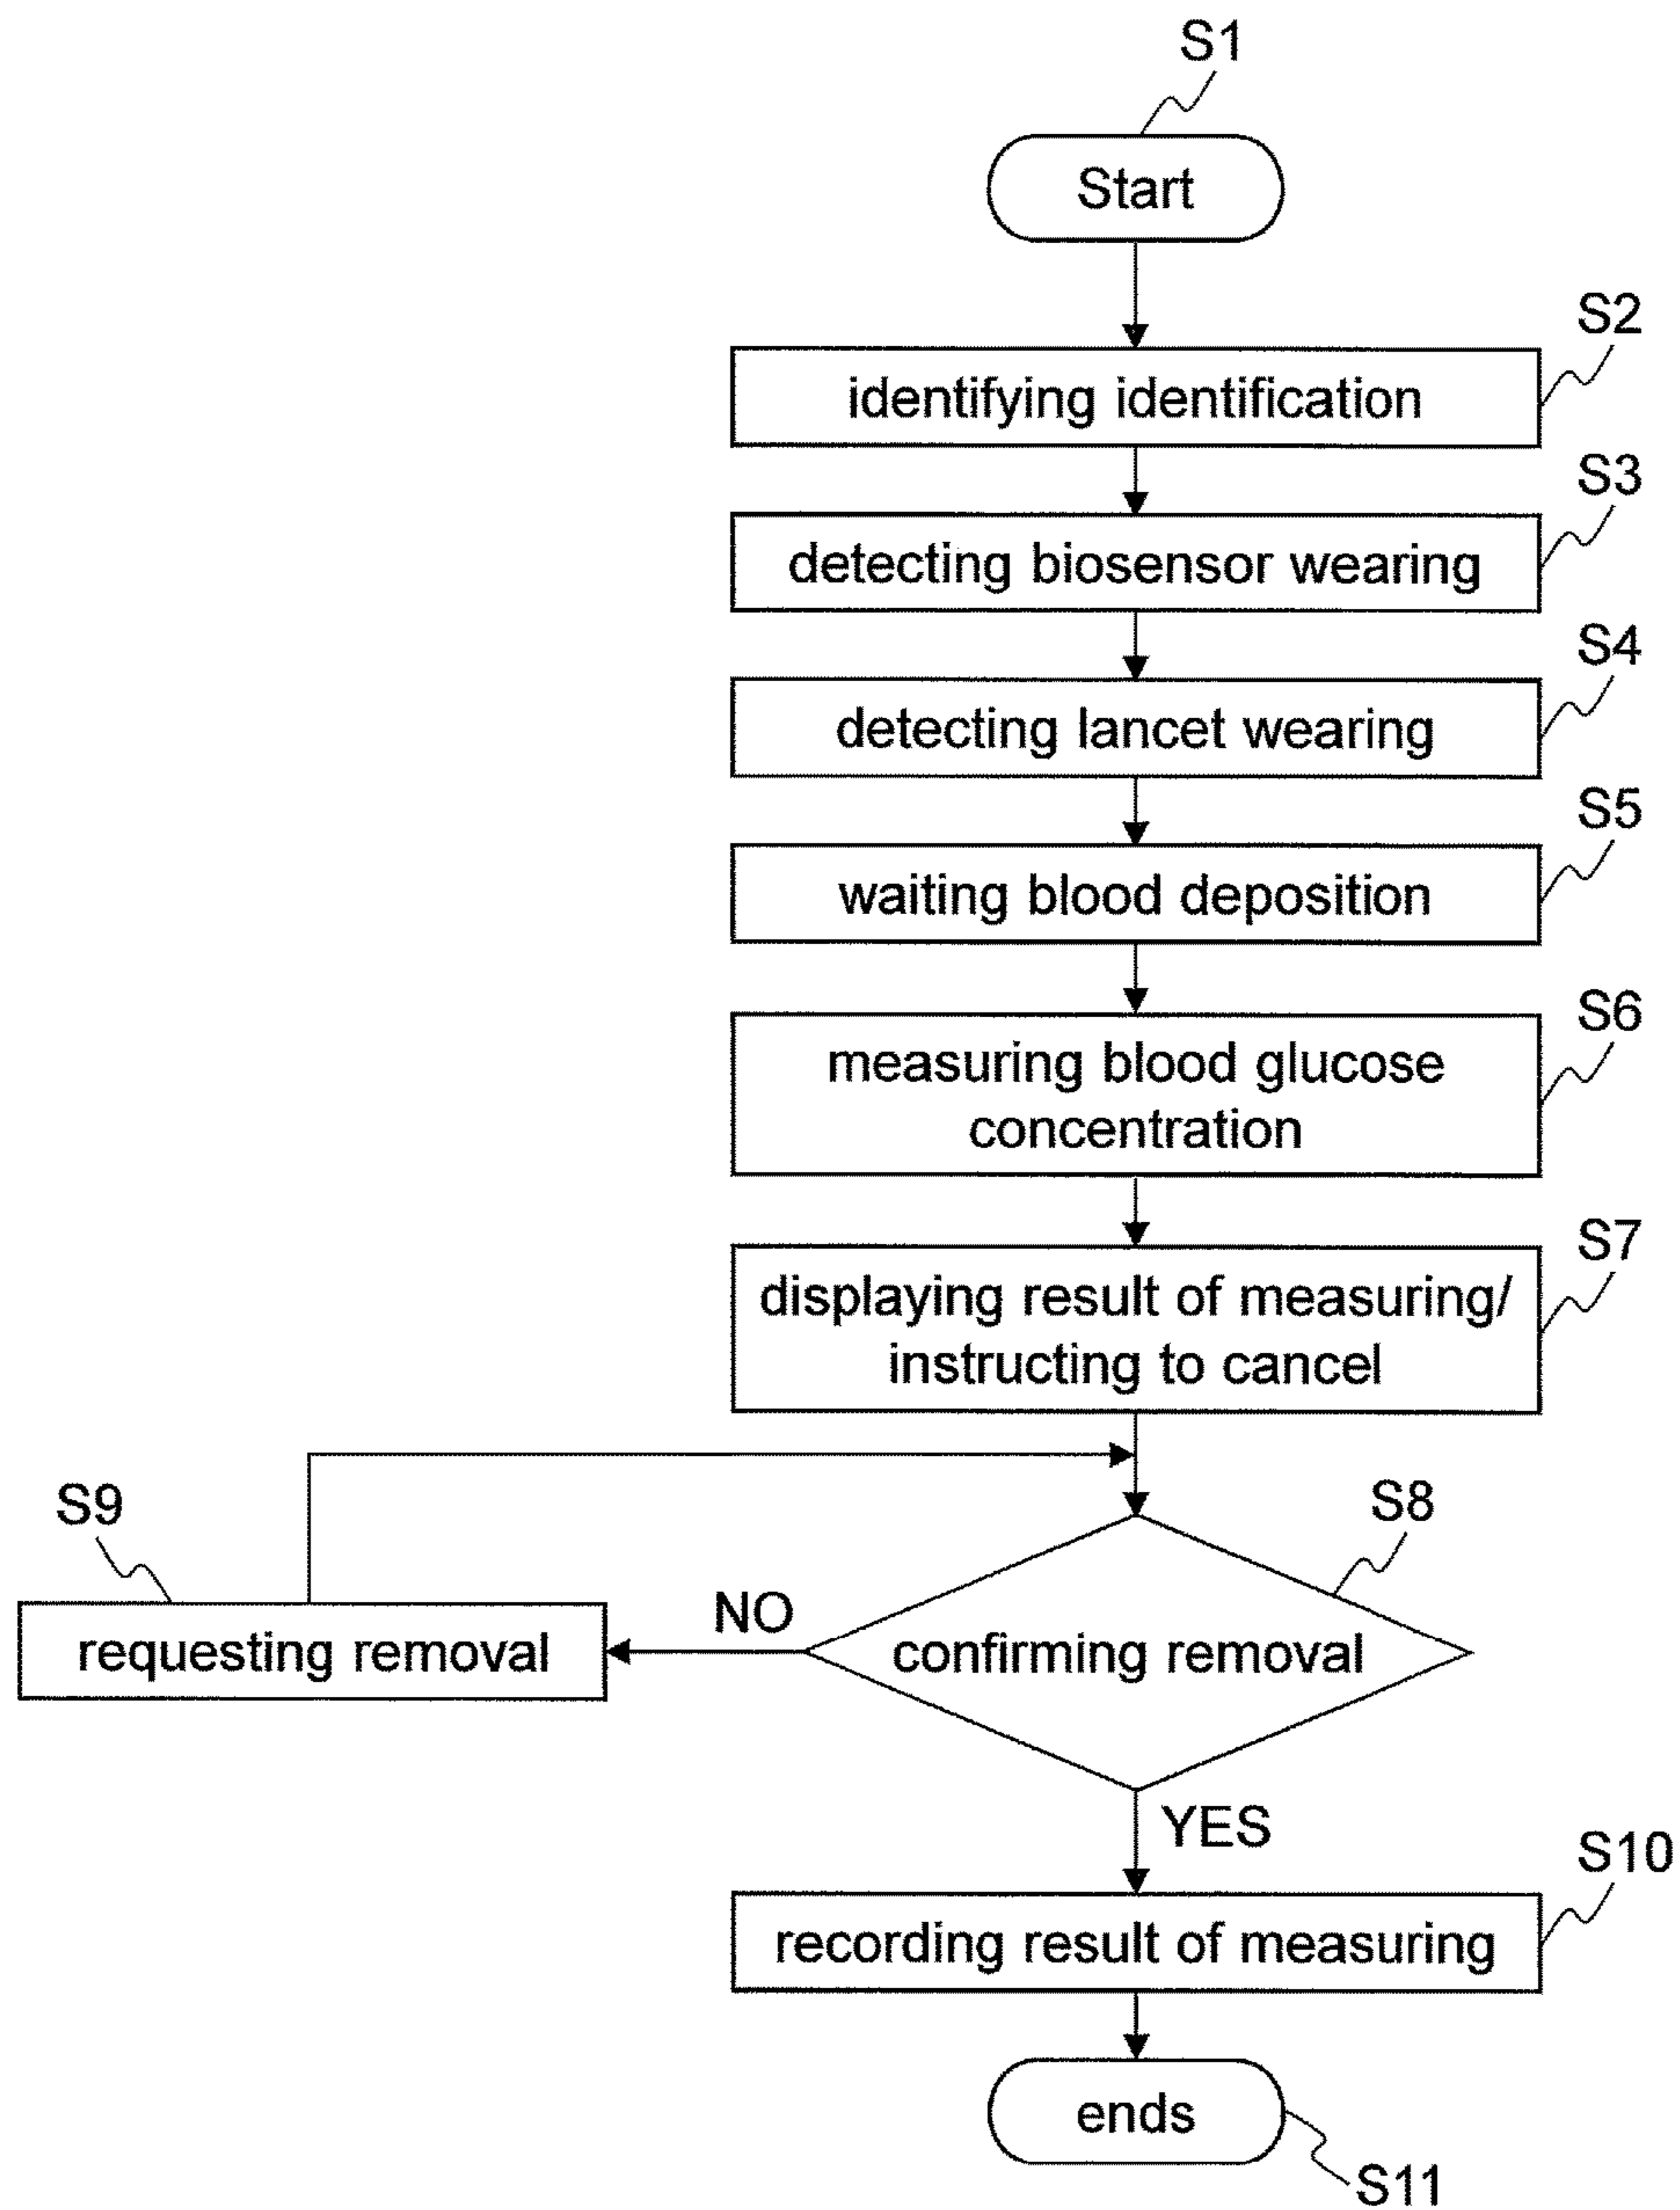 S1
Start
S2
identifying identification
S3
detecting biosensor wearing
S4
detecting lancet wearing
S5
waiting blood deposition
S6
measuring blood glucose
concentration
S7
displaying result of measuring/
instructing to cancel
S8
confirming removal
NO
S9
requesting removal
YES
S10
recording result of measuring
ends
S11